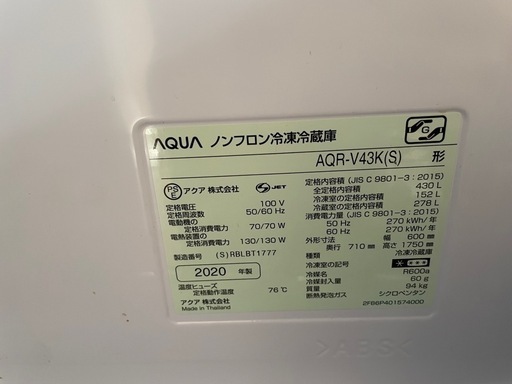 AQUA ノンフロン冷凍冷蔵庫
G
AQR-V43K(S) 形
PS E アクア 株式会社 JET
定格電圧 100 V
定格周波数 50/60 Hz
電動機の
定格消費電力 70/70 W
電熱装置の
定格消費電力 130/130 W
製造番号 (S) RBLBT1777
2020 年製
温度ヒューズ
定格動作温度 76℃
アクア 株式会社
Made in Thailand
定格内容積 (JIS C 9801-3 : 2015)
全定格内容積 430 L
冷凍室の定格内容積 152 L
冷蔵室の定格内容積 278 L
消費電力量 (JIS C 9801-3 : 2015)
50 Hz 270 kWh/年
60 Hz 270 kWh/年
外形寸法 幅 600 mm
奥行 710 mm 高さ 1750 mm
種類 冷凍冷蔵庫
冷凍室の記号
冷媒 R600a
冷媒封入量 60 g
質量 94 kg
断熱発泡ガス シクロペンタン
2F66P40157400D
>ABS<